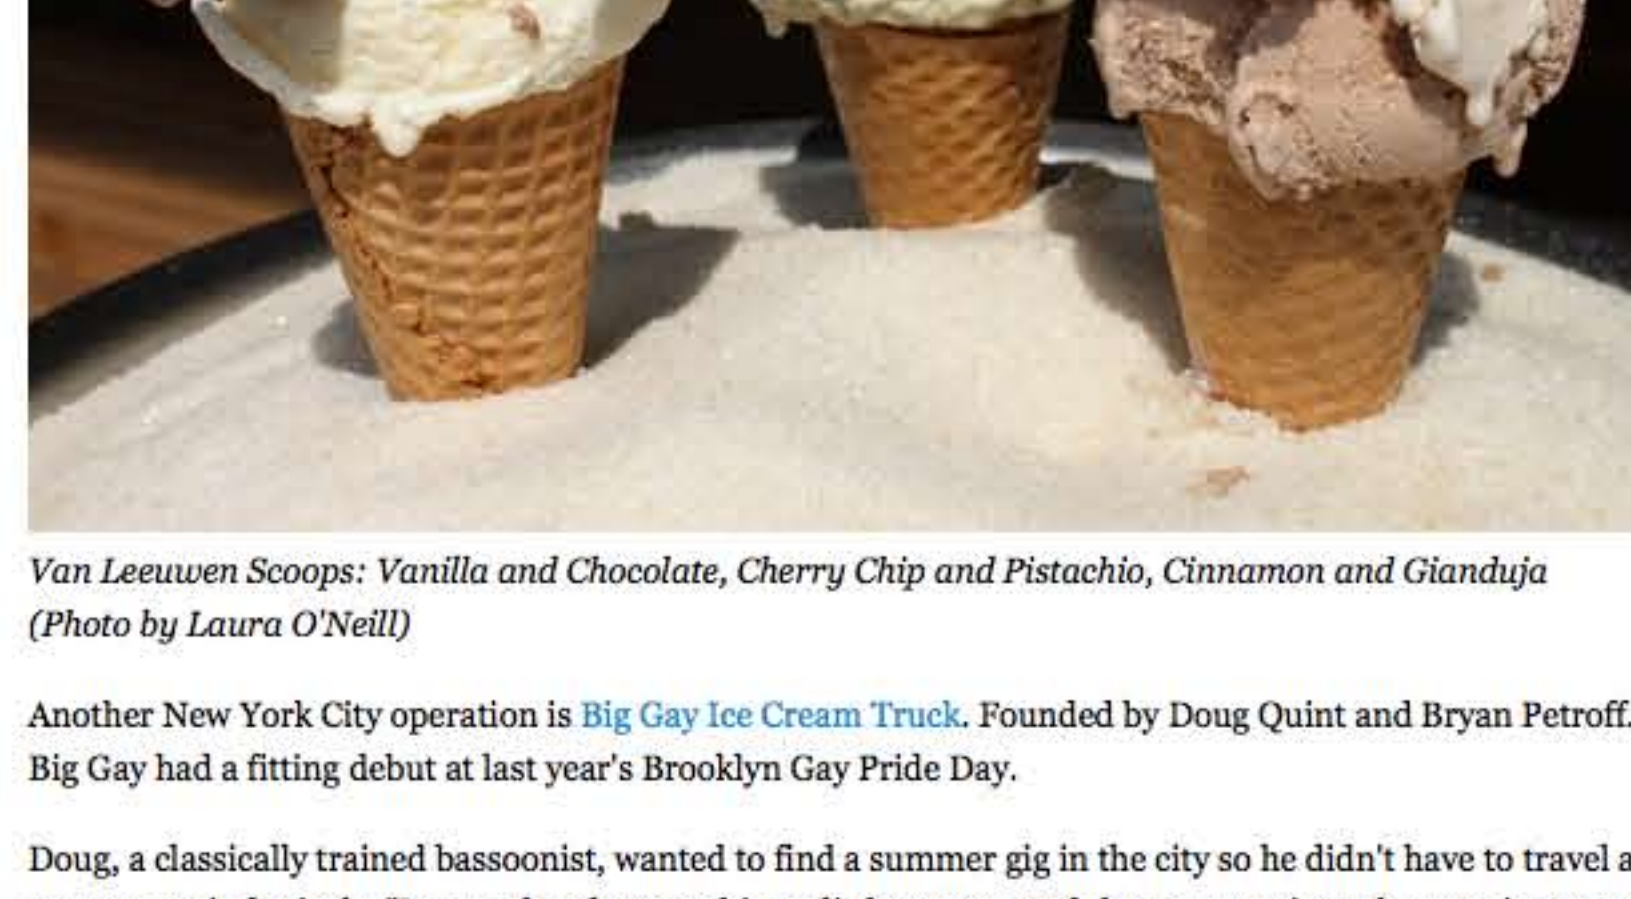 Van Leeuwen Scoops: Vanilla and Chocolate, Cherry Chip and Pistachio, Cinnamon and Gianduja
(Photo by Laura O'Neill)
Another New York City operation is Big Gay Ice Cream Truck. Founded by Doug Quint and Bryan Petroff.
Big Gay had a fitting debut at last year's Brooklyn Gay Pride Day.
Doug, a classically trained bassoonist, wanted to find a summer gig in the city so he didn't have to travel